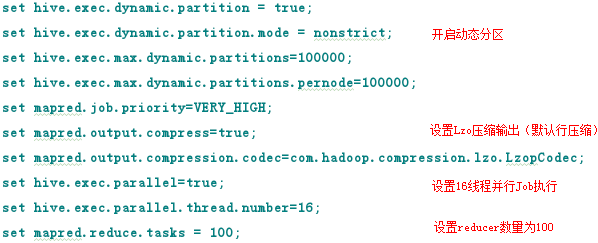 set hive.exec.dynamic.partition = true;
set hive.exec.dynamic.partition.mode = nonstrict;
开启动态分区
set hive.exec.max.dynamic.partitions=100000;
set hive.exec.max.dynamic.partitions.pernode=100000;
set mapred.job.priority=VERY_HIGH;
set mapred.output.compress=true;
设置Lzo压缩输出（默认行压缩）
set mapred.output.compression.codec=com.hadoop.compression.lzo.LzopCodec;
set hive.exec.parallel=true;
设置16线程并行Job执行
set hive.exec.parallel.thread.number=16;
set mapred.reduce.tasks = 100;
设置reducer数量为100